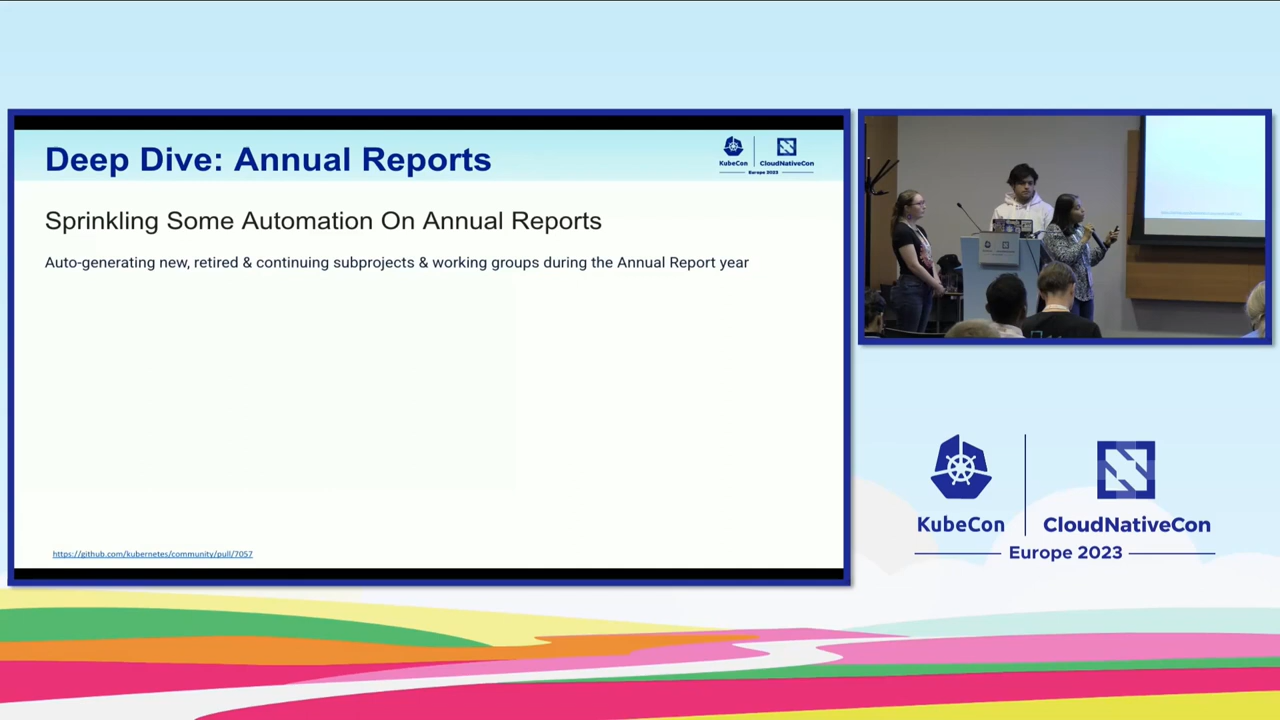 Deep Dive: Annual Reports
KubeCon
CloudNativeCon
Europe 2023
Sprinkling Some Automation On Annual Reports
Auto-generating new, retired & continuing subprojects & working groups during the Annual Report year
https://github.com/kubernetes/community/pull/7057
KubeCon
CloudNativeCon
Europe 2023